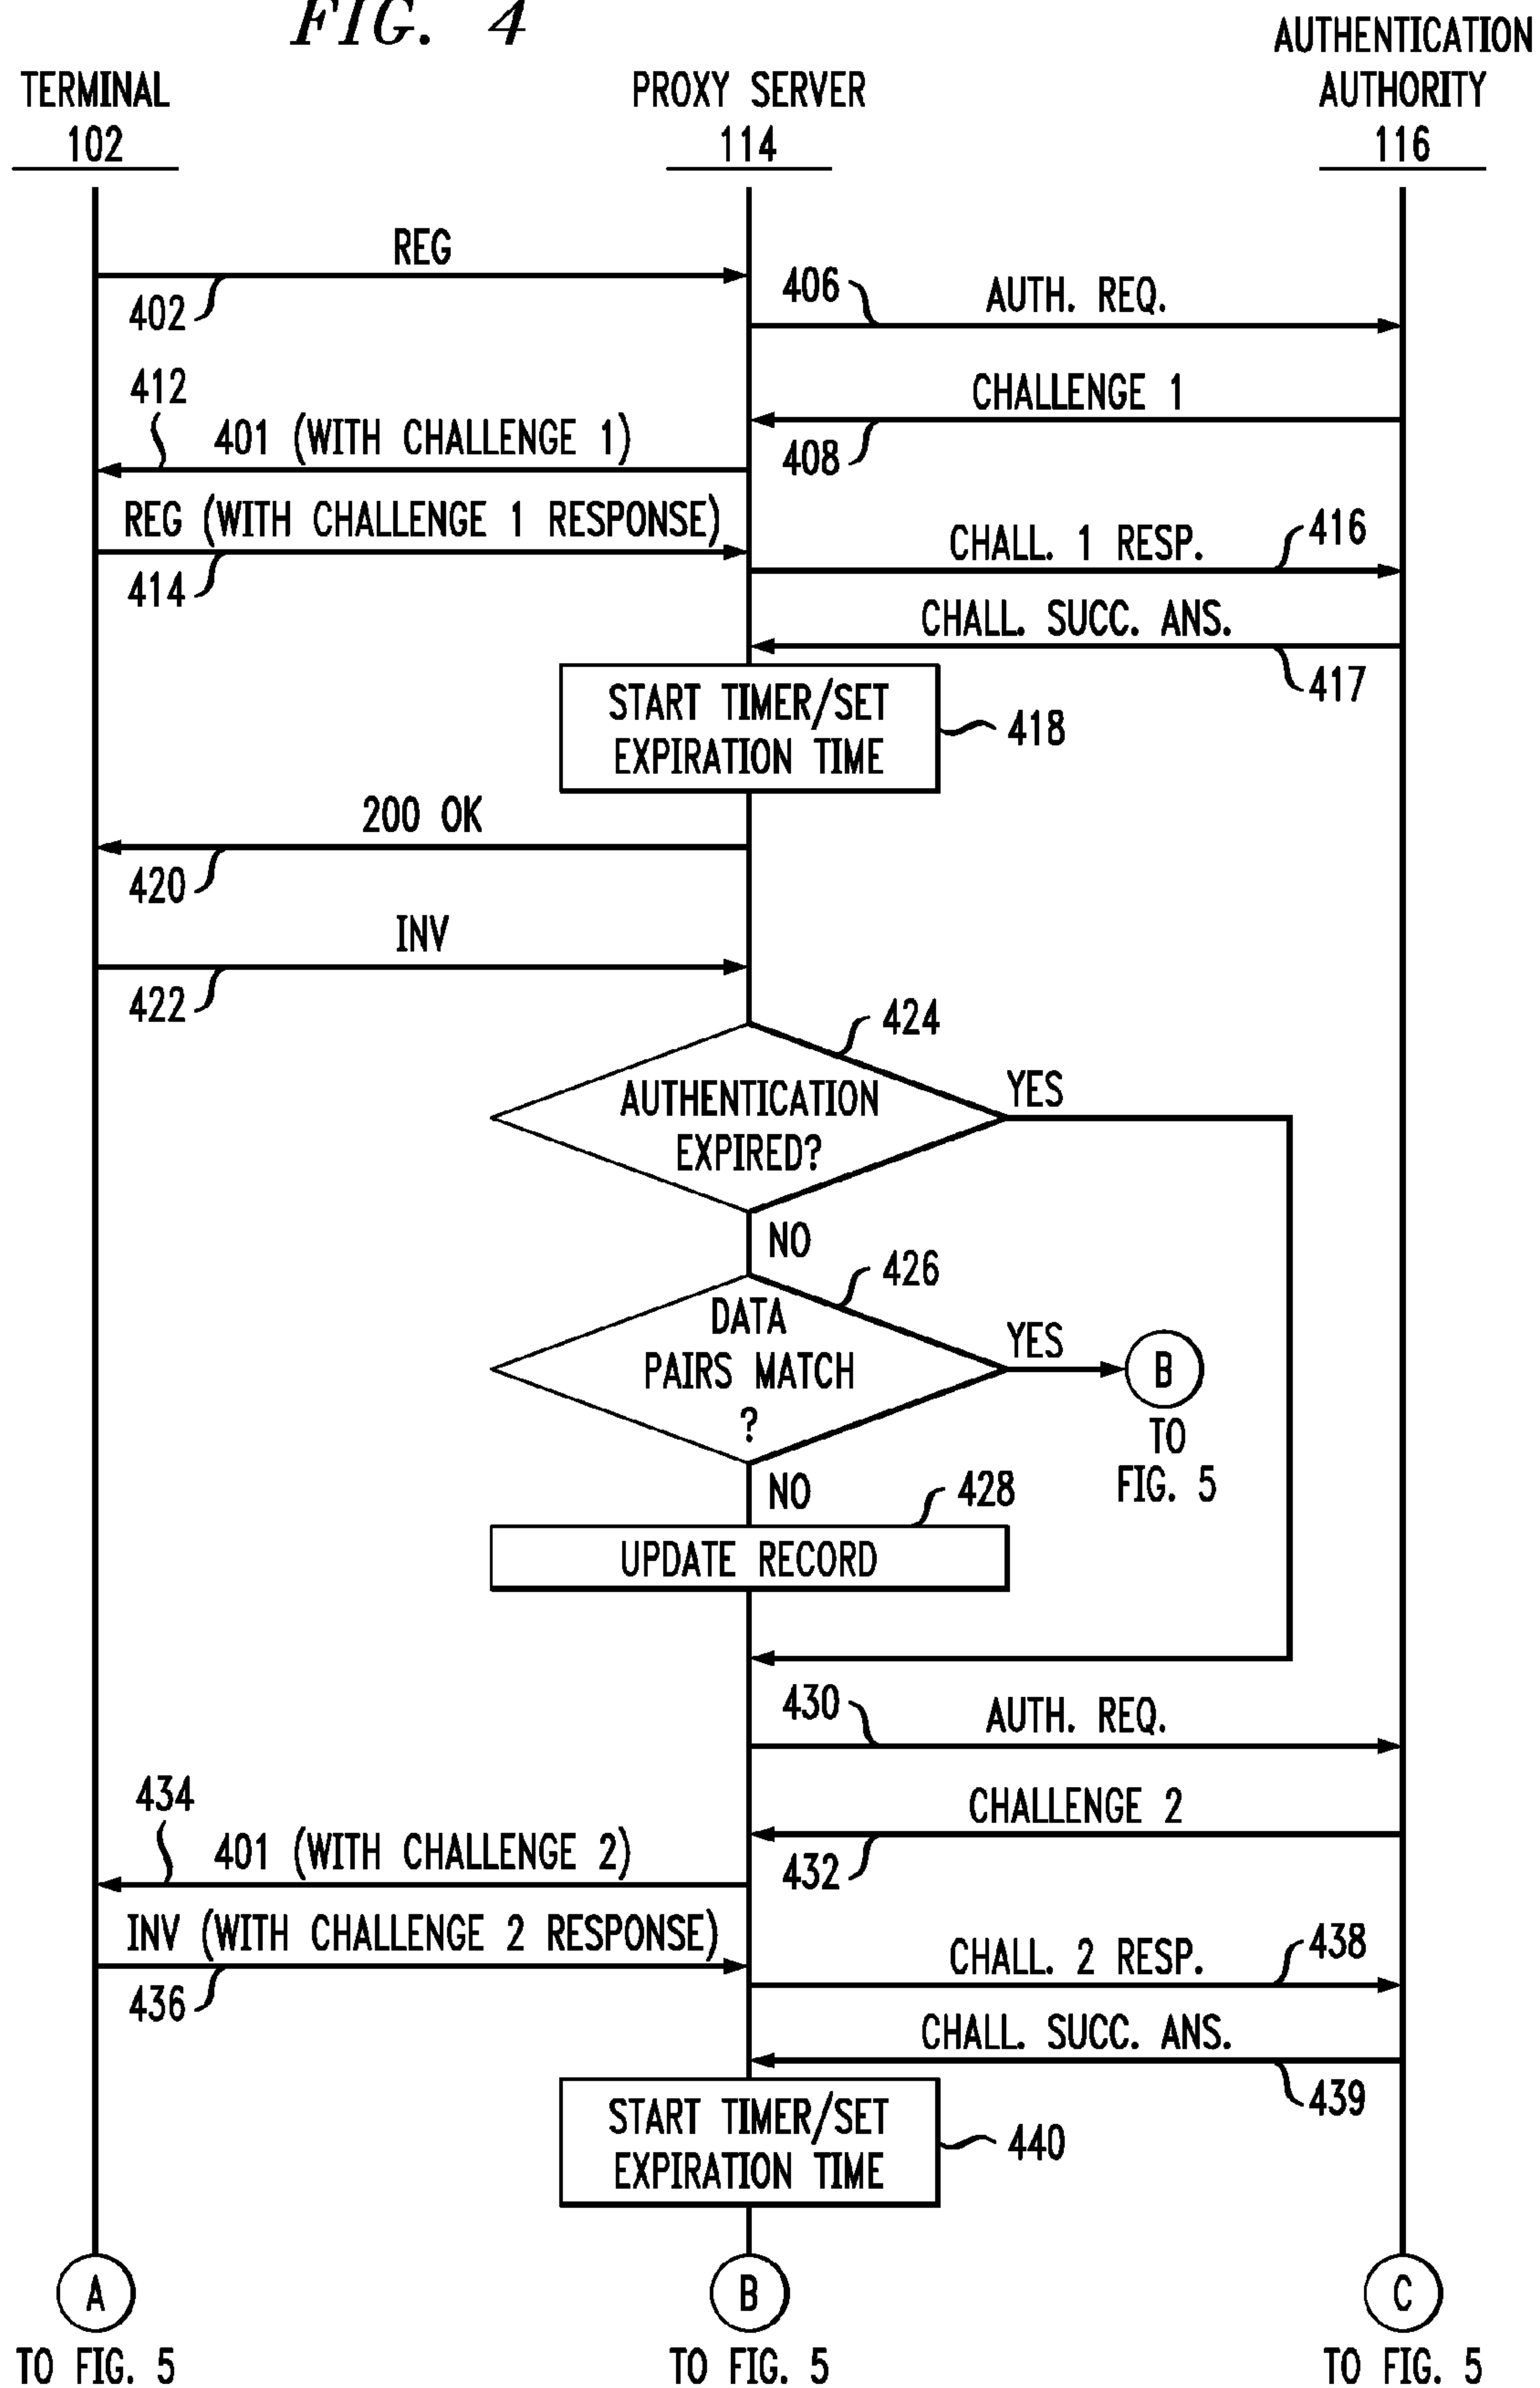 FIG. 4
TERMINAL
102
PROXY SERVER
114
AUTHENTICATION
AUTHORITY
116
REG
402
406
AUTH. REQ.
CHALLENGE 1
408
412
401 (WITH CHALLENGE 1)
REG (WITH CHALLENGE 1 RESPONSE)
414
CHALL. 1 RESP.
416
CHALL. SUCC. ANS.
417
START TIMER/SET
EXPIRATION TIME
418
200 OK
420
INV
422
424
AUTHENTICATION
EXPIRED?
YES
NO
426
DATA
PAIRS MATCH
?
YES
B
TO
FIG. 5
NO
428
UPDATE RECORD
430
AUTH. REQ.
CHALLENGE 2
432
434
401 (WITH CHALLENGE 2)
INV (WITH CHALLENGE 2 RESPONSE)
436
CHALL. 2 RESP.
438
CHALL. SUCC. ANS.
439
START TIMER/SET
EXPIRATION TIME
440
A
TO FIG. 5
B
TO FIG. 5
C
TO FIG. 5